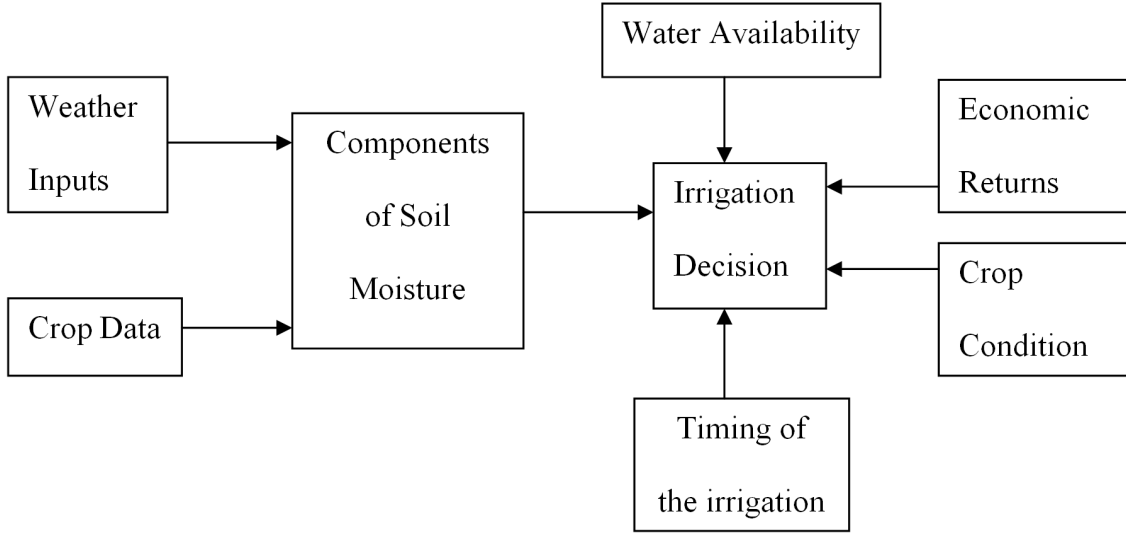 Water Availability
Weather
Inputs
Economic
Returns
Components
of Soil
Moisture
Irrigation
Decision
Crop Data
Crop
Condition
Timing of
the irrigation